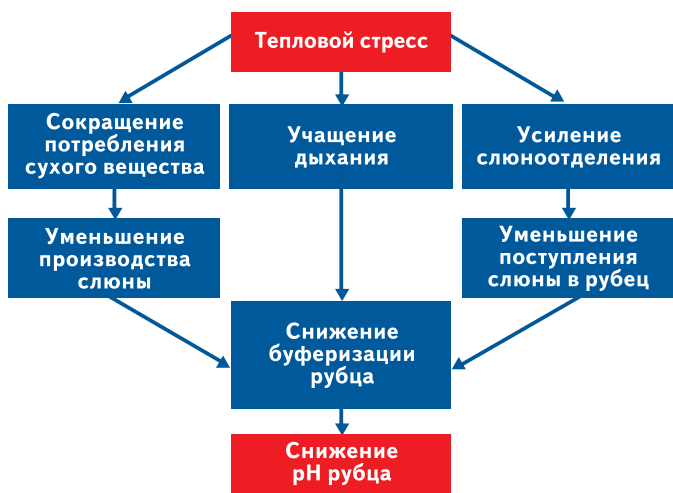 Тепловой стресс
Сокращение
потребления
сухого вещества
Учащение
дыхания
Усиление
слюноотделения
Уменьшение
производства
слюны
Уменьшение
поступления
слюны в рубец
Снижение
буферизации
рубца
Снижение
pH рубца